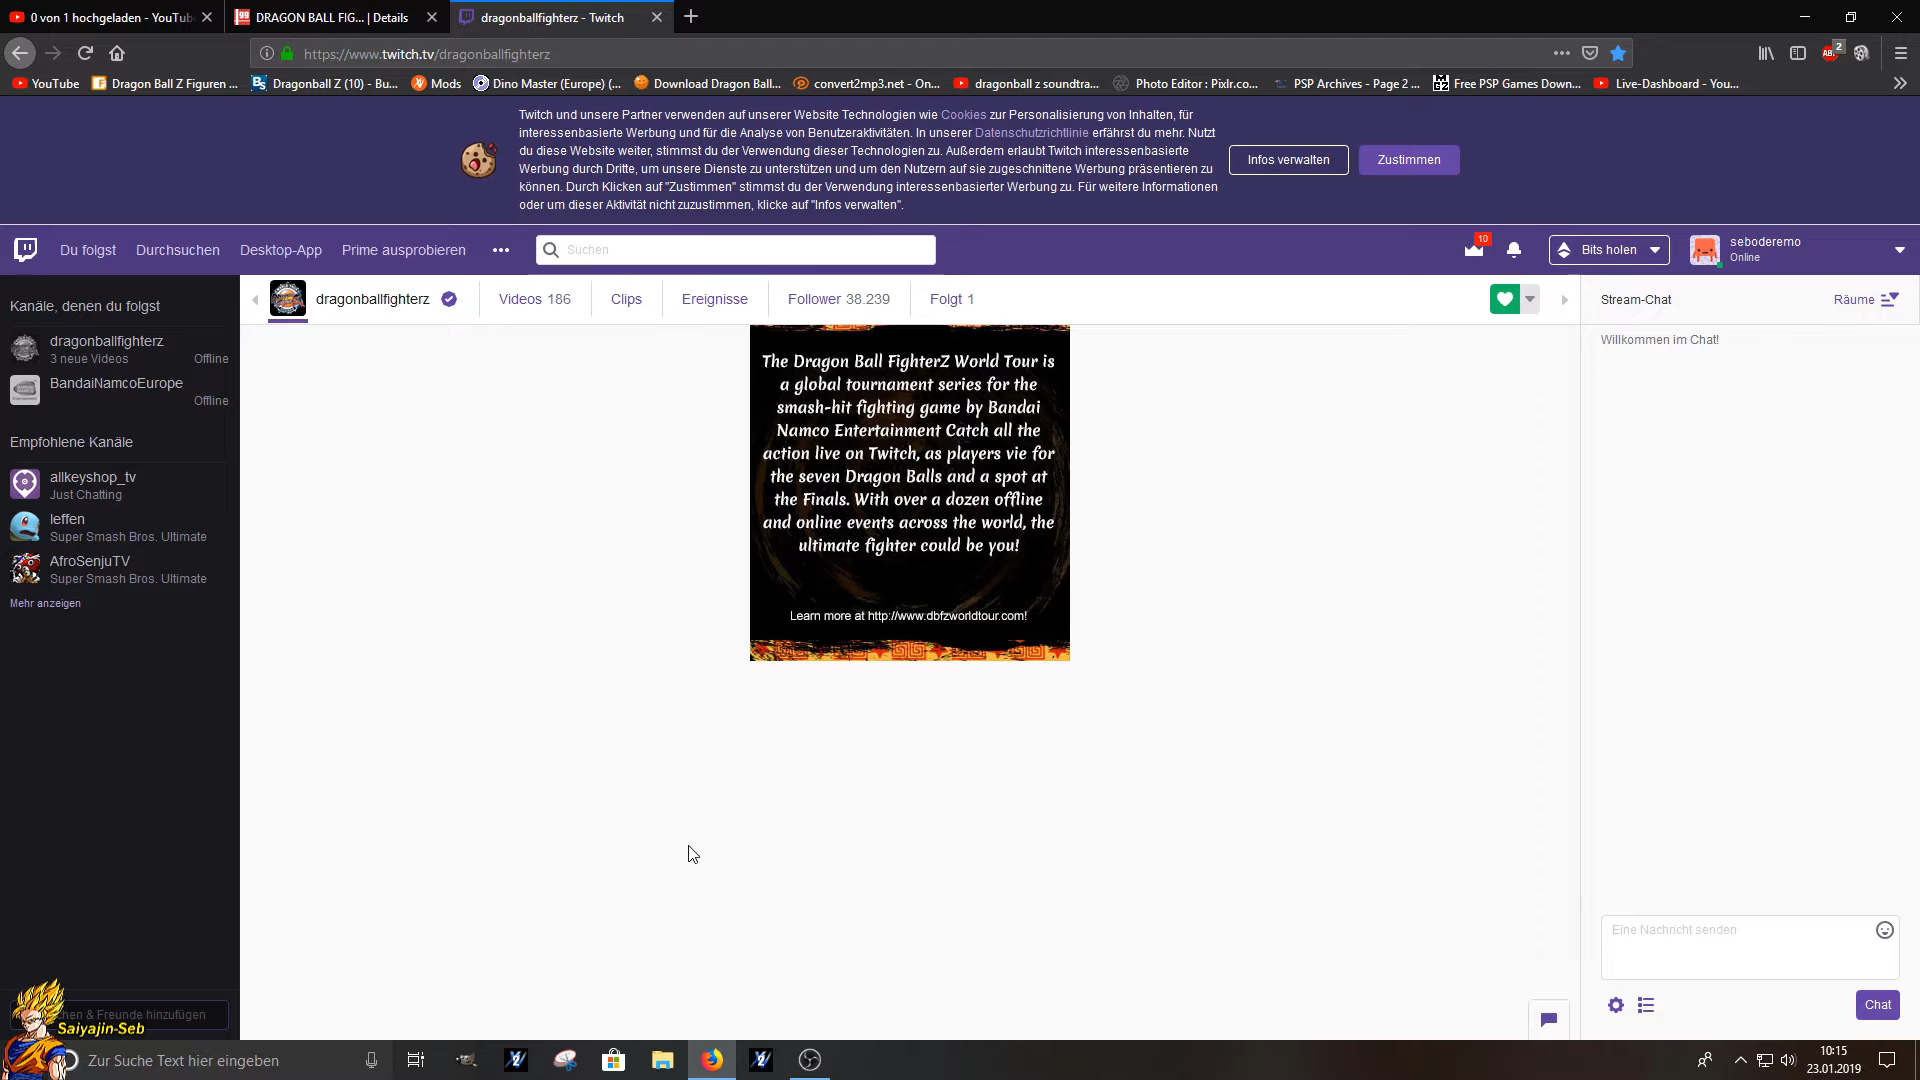 0 von 1 hochgeladen - YouTub
DRAGON BALL FIG... | Details
dragonballfighterz - Twitch
https://www.twitch.tv/dragonballfighterz
2
YouTube
Dragon Ball Z Figuren ...
Dragonball Z (10) - Bu...
Mods
Dino Master (Europe) (...
Download Dragon Ball...
convert2mp3.net - On...
dragonball z soundtra...
Photo Editor : Pixlr.co...
PSP Archives - Page 2 ...
Free PSP Games Down...
Live-Dashboard - You...
Twitch und unsere Partner verwenden auf unserer Website Technologien wie Cookies zur Personalisierung von Inhalten, für
interessenbasierte Werbung und für die Analyse von Benutzeraktivitäten. In unserer Datenschutzrichtlinie erfährst du mehr. Nutzt
du diese Website weiter, stimmst du der Verwendung dieser Technologien zu. Außerdem erlaubt Twitch interessenbasierte
Werbung durch Dritte, um unsere Dienste zu unterstützen und um den Nutzern auf sie zugeschnittene Werbung präsentieren zu
können. Durch Klicken auf "Zustimmen" stimmst du der Verwendung interessenbasierter Werbung zu. Für weitere Informationen
oder um dieser Aktivität nicht zuzustimmen, klicke auf "Infos verwalten".
Infos verwalten
Zustimmen
Du folgst
Durchsuchen
Desktop-App
Prime ausprobieren
Suchen
10
Bits holen
seboderemo
Online
Kanäle, denen du folgst
dragonballfighterz
3 neue Videos
Offline
BandaiNamcoEurope
Offline
Empfohlene Kanäle
allkeyshop_tv
Just Chatting
leffen
Super Smash Bros. Ultimate
AfroSenjuTV
Super Smash Bros. Ultimate
Mehr anzeigen
dragonballfighterz
Videos 186
Clips
Ereignisse
Follower 38.239
Folgt 1
The Dragon Ball FighterZ World Tour is
a global tournament series for the
smash-hit fighting game by Bandai
Namco Entertainment Catch all the
action live on Twitch, as players vie for
the seven Dragon Balls and a spot at
the Finals. With over a dozen offline
and online events across the world, the
ultimate fighter could be you!
Learn more at http://www.dbfzworldtour.com!
Stream-Chat
Räume
Willkommen im Chat!
Eine Nachricht senden
Chat
& Freunde hinzufügen
Saiyajin-Seb
Zur Suche Text hier eingeben
10:15
23.01.2019